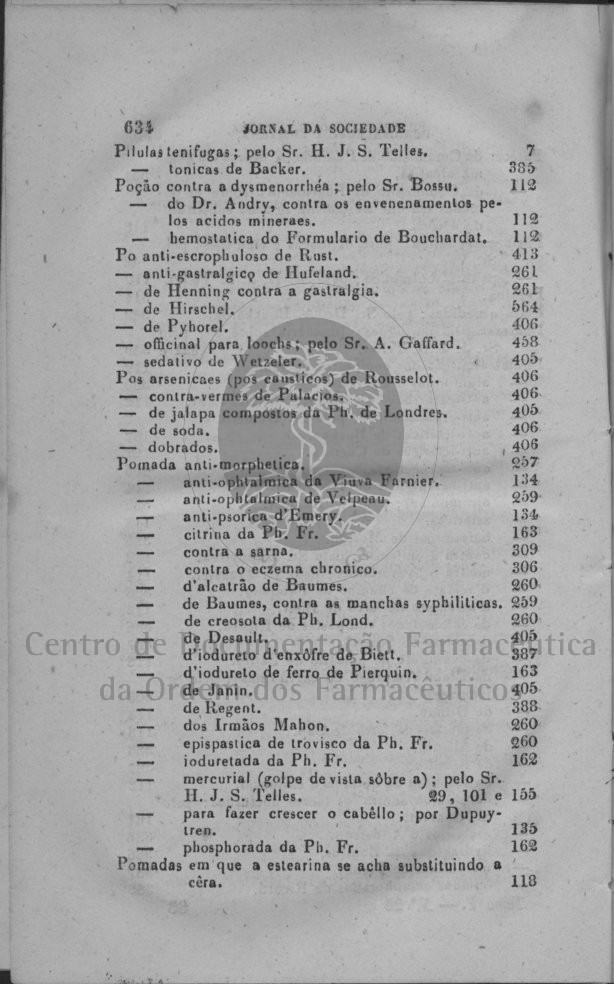 634 JORNAL DA SOCIEDADE
Pilulas tenifugas; pelo Sr. H. J. S. Telles. 7
— tonicas de Backer. 385
Poção contra a dysmenorrhéa; pelo Sr. Bossu. 112
— do Dr. Andry, contra os envenenamentos pe-
los acidos mineraes. 112
— hemostatica do Formulario de Bouchardat. 112
Po anti-escrophuloso de Rust. 413
— anti-gastralgico de Hufeland. 261
— de Henning contra a gastralgia. 261
— de Hirschel. 564
— de Pyhorel. 406
— officinal para loochs; pelo Sr. A. Gaffard. 458
— sedativo de Wetzeler. 405
Pos arsenicaes (pos causticos) de Rousselot. 406
— contra-vermes de Palacios. 406
— de jalapa compostos da Ph. de Londres. 405
— de soda. 406
— dobrados. 406
Pomada anti-morphetica. 257
— anti-ophtalmica da Viuva Farnier. 134
— anti-ophtalmica de Velpeau. 259
— anti-psorica d'Emery. 134
— citrina da Ph. Fr. 163
— contra a sarna. 309
— contra o eczema chronico. 306
— d'alcatrão de Baumes. 260
— de Baumes, contra as manchas syphiliticas. 259
— de creosota da Ph. Lond. 260
Centro de Documentação Farmacêutica
— de Desault. 405
— d'iodureto d'enxôfre de Biett. 387
— d'iodureto de ferro de Pierquin. 163
da Ordem dos Farmacêuticos
— de Janin. 405
— de Regent. 388
— dos Irmãos Mahon. 260
— epispastica de trovisco da Ph. Fr. 260
— ioduretada da Ph. Fr. 162
— mercurial (golpe de vista sôbre a); pelo Sr.
H. J. S. Telles. 29, 101 e 155
— para fazer crescer o cabêllo; por Dupuy-
tren. 135
— phosphorada da Ph. Fr. 162
Pomadas em que a estearina se acha substituindo a
cêra. 118